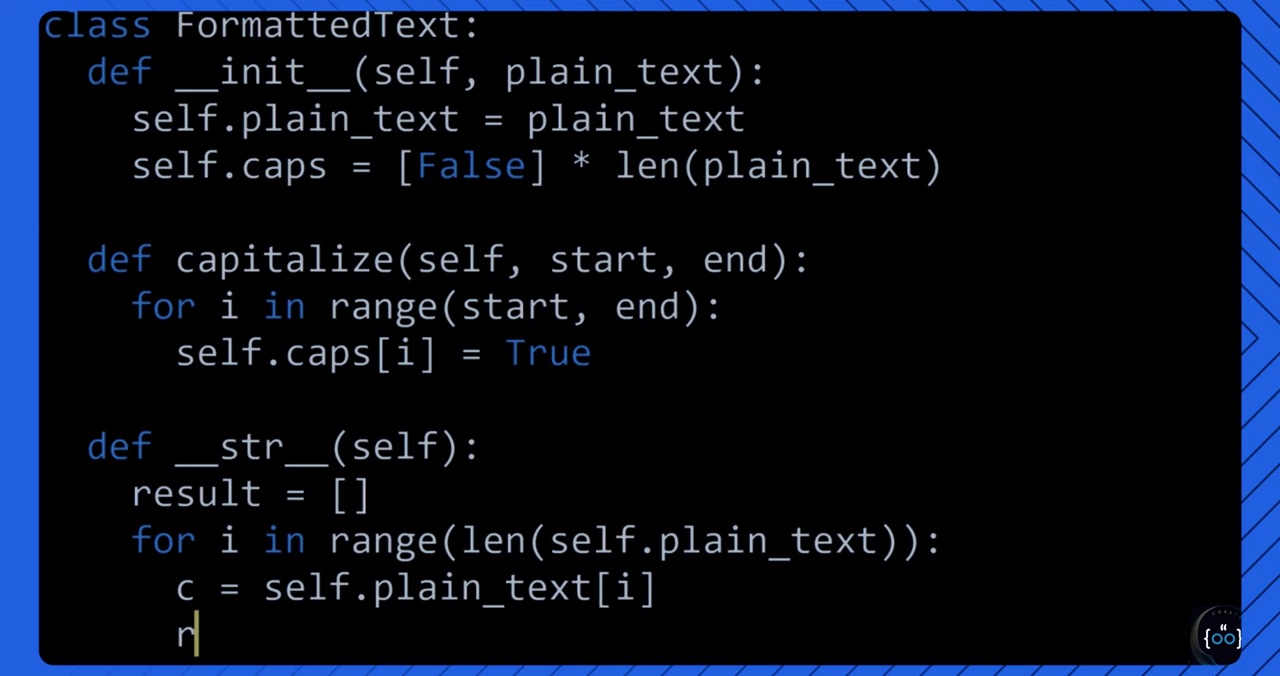 class FormattedText:
  def __init__(self, plain_text):
    self.plain_text = plain_text
    self.caps = [False] * len(plain_text)

  def capitalize(self, start, end):
    for i in range(start, end):
      self.caps[i] = True

  def __str__(self):
    result = []
    for i in range(len(self.plain_text)):
      c = self.plain_text[i]
      r
{oo}